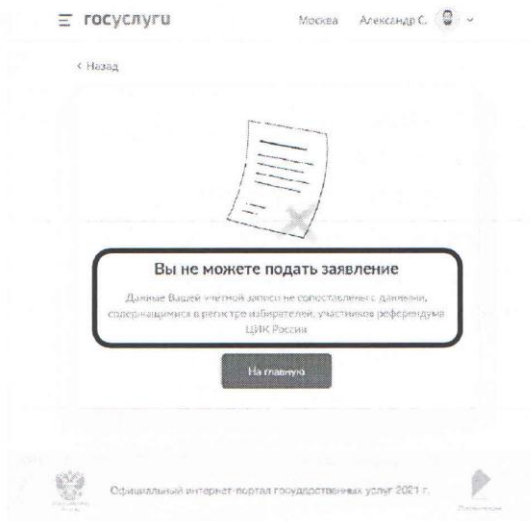 госуслуги
Москва Александр С.
< Назад
Вы не можете подать заявление
Данные Вашей учетной записи не сопоставлены с данными,
содержащимися в регистре избирателей, участников референдума
ЦИК России
На главную
Официальный интернет-портал государственных услуг 2021 г.